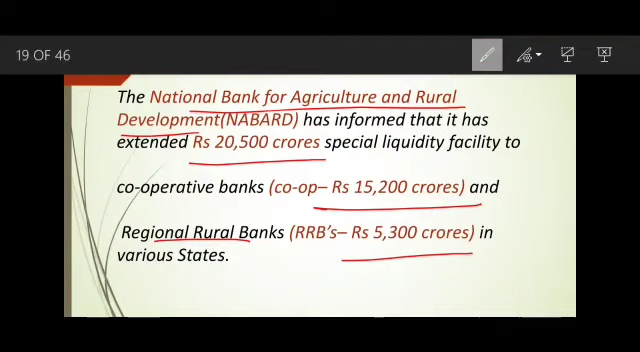 19 OF 46
The National Bank for Agriculture and Rural
Development(NABARD) has informed that it has
extended Rs 20,500 crores special liquidity facility to
co-operative banks (co-op– Rs 15,200 crores) and
Regional Rural Banks (RRB's– Rs 5,300 crores) in
various States.